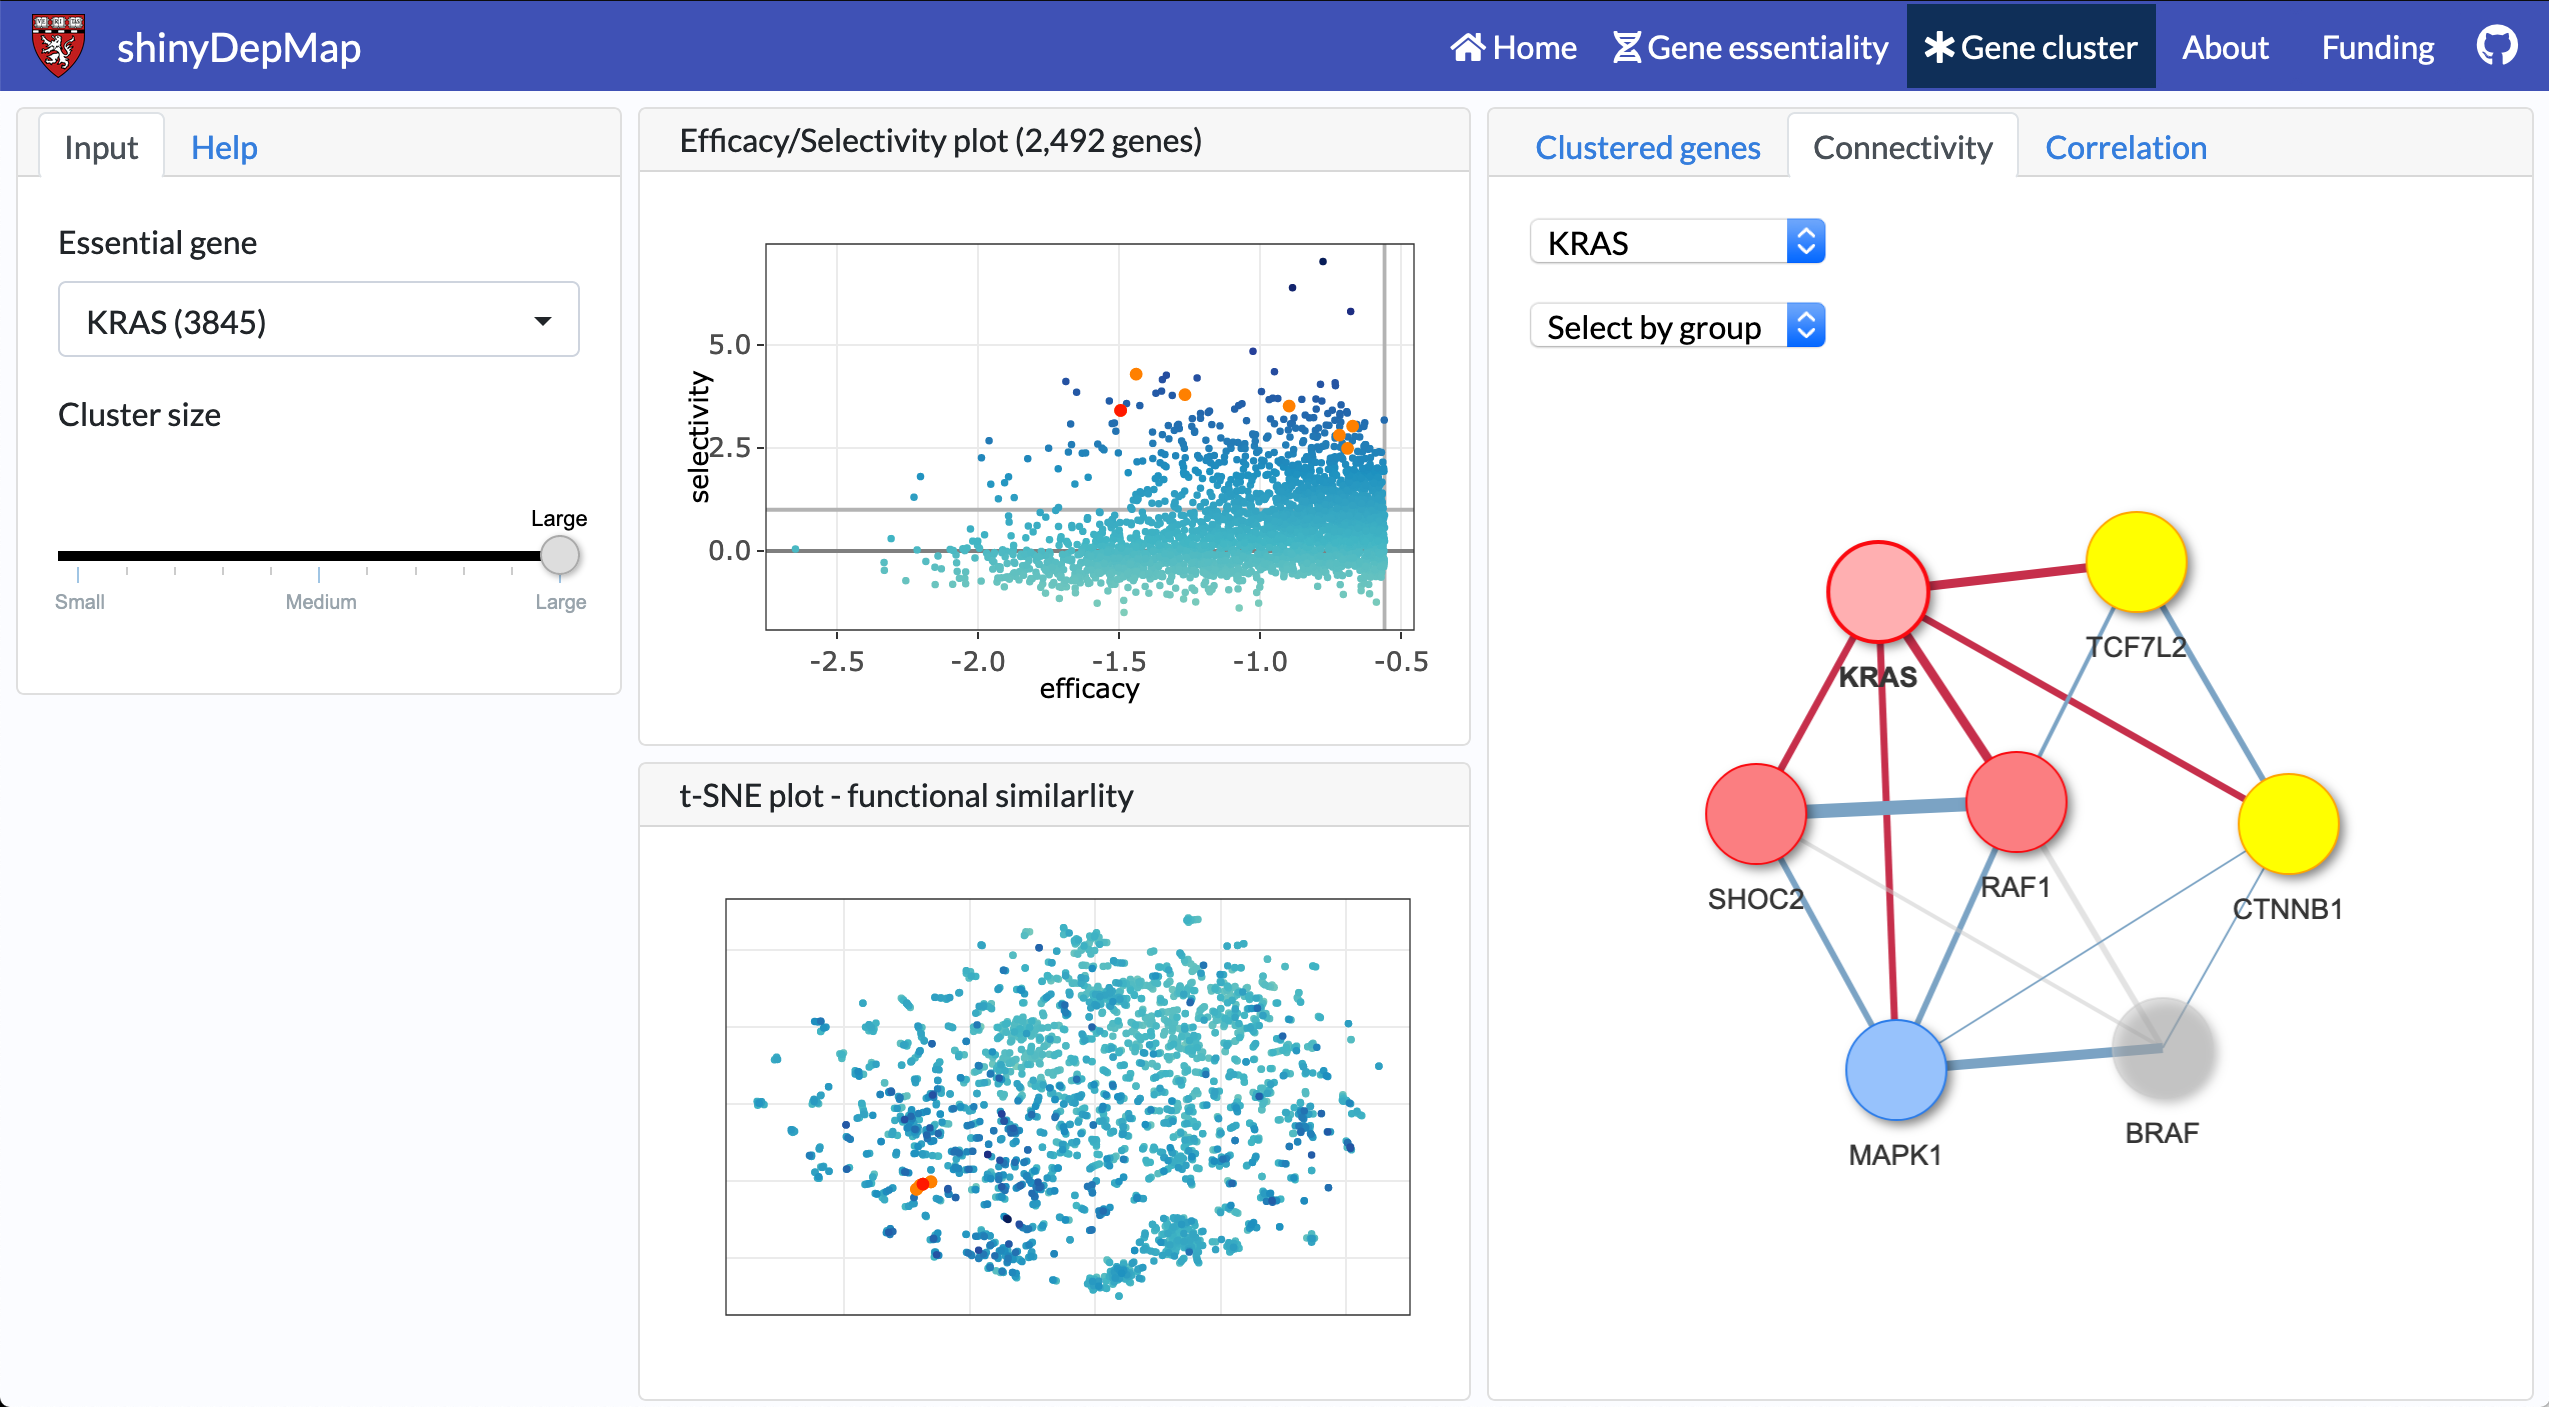 shinyDepMap
Home
Gene essentiality
Gene cluster
About
Funding
Input
Help
Essential gene
KRAS (3845)
Cluster size
Large
Small
Medium
Large
Efficacy/Selectivity plot (2,492 genes)
selectivity
5.0
2.5
0.0
-2.5
-2.0
-1.5
-1.0
-0.5
efficacy
t-SNE plot - functional similarlity
Clustered genes
Connectivity
Correlation
KRAS
Select by group
TCF7L2
KRAS
SHOC2
RAF1
CTNNB1
MAPK1
BRAF